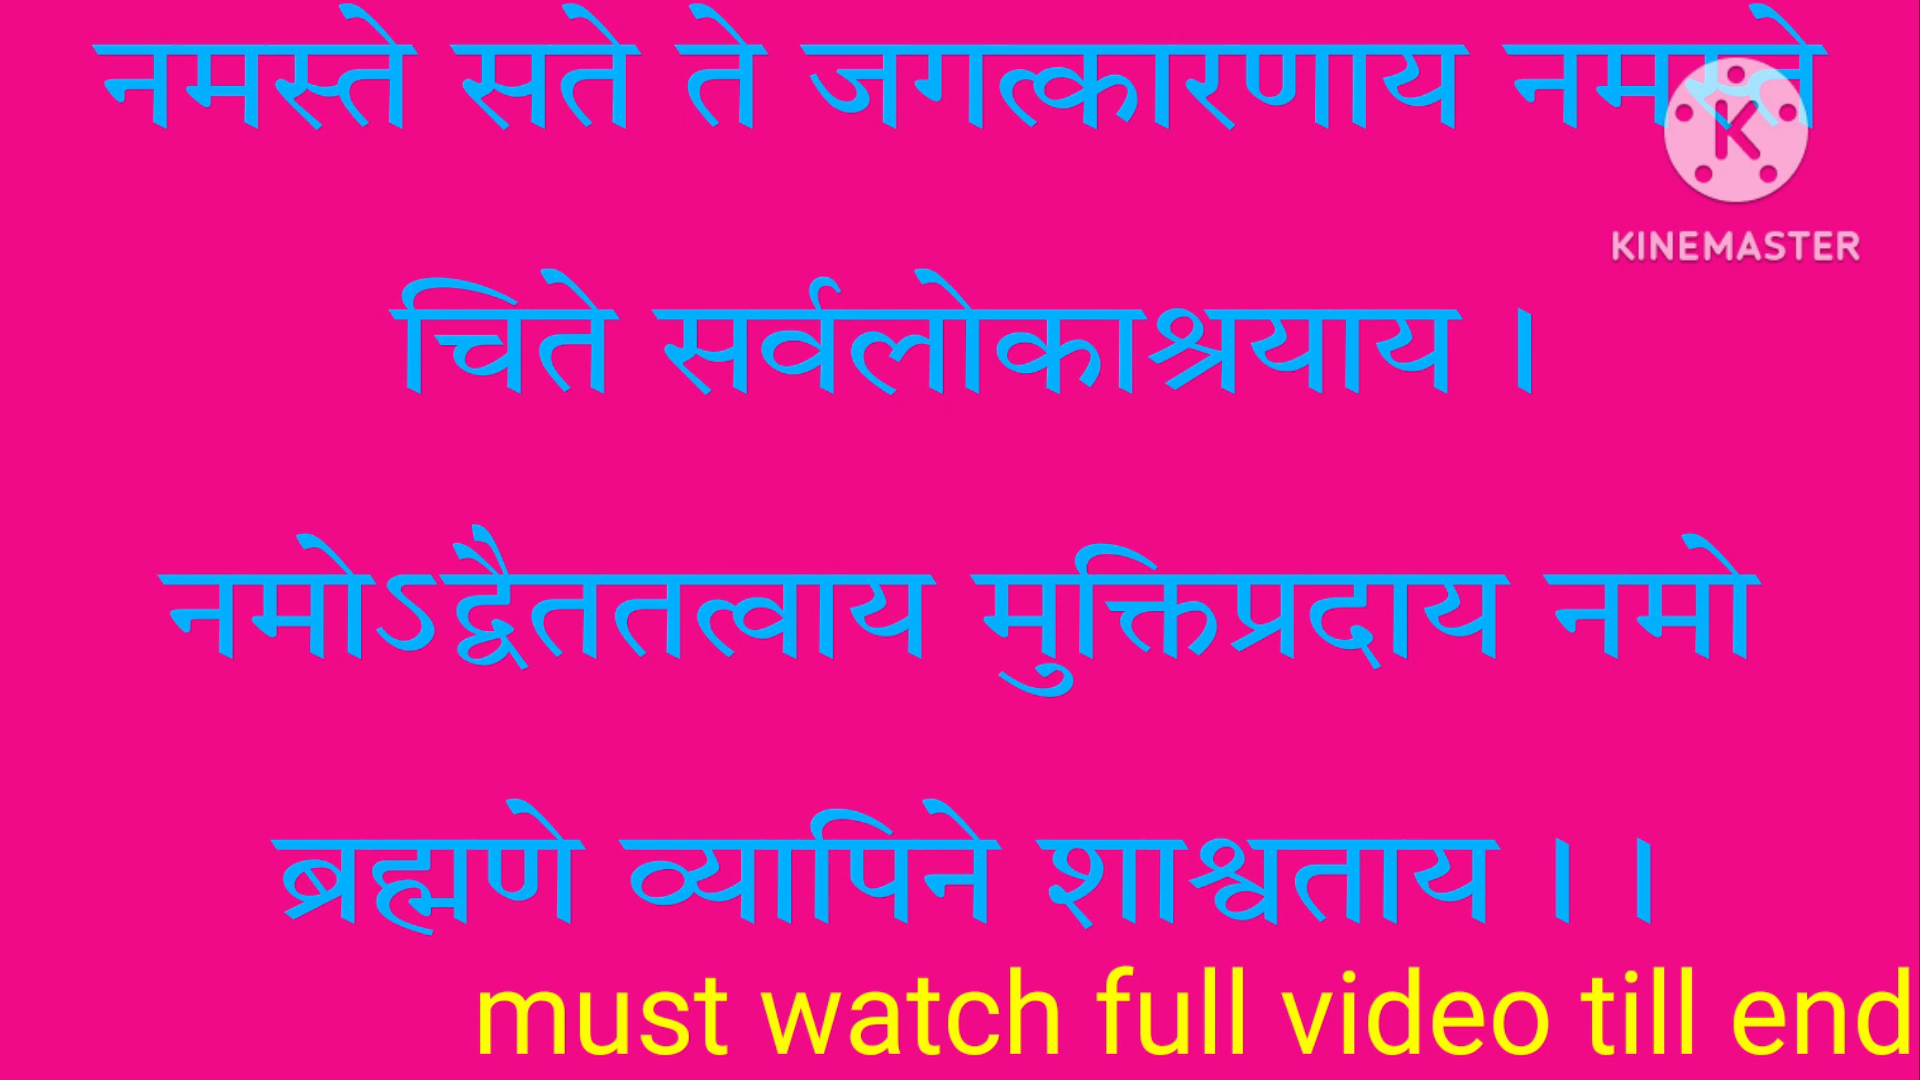 नमस्ते सते ते जगत्कारणाय नमस्ते
KINEMASTER
चिते सर्वलोकाश्रयाय ।
नमोऽद्वैततत्वाय मुक्तिप्रदाय नमो
ब्रह्मणे व्यापिने शाश्वताय । ।
must watch full video till end